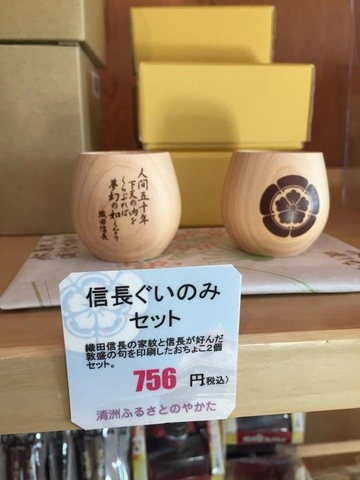 人間五十年
下天の内を
くらぶれば
夢幻の如くなり
織田信長
信長ぐいのみ
セット
織田信長の家紋と信長が好んだ
敦盛の句を印刷したおちょこ2個
セット。
756 円(税込)
清洲ふるさとのやかた